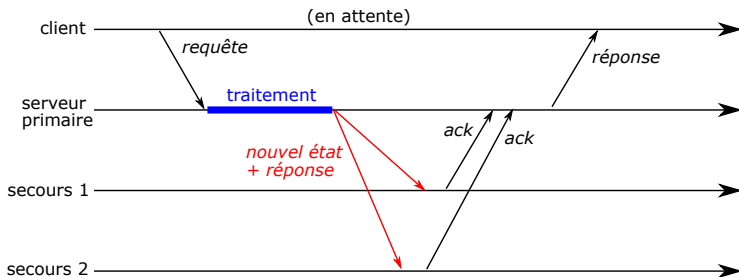 (en attente)
client
requête
réponse
traitement
serveur
primaire
ack
ack
nouvel état
+ réponse
secours 1
secours 2